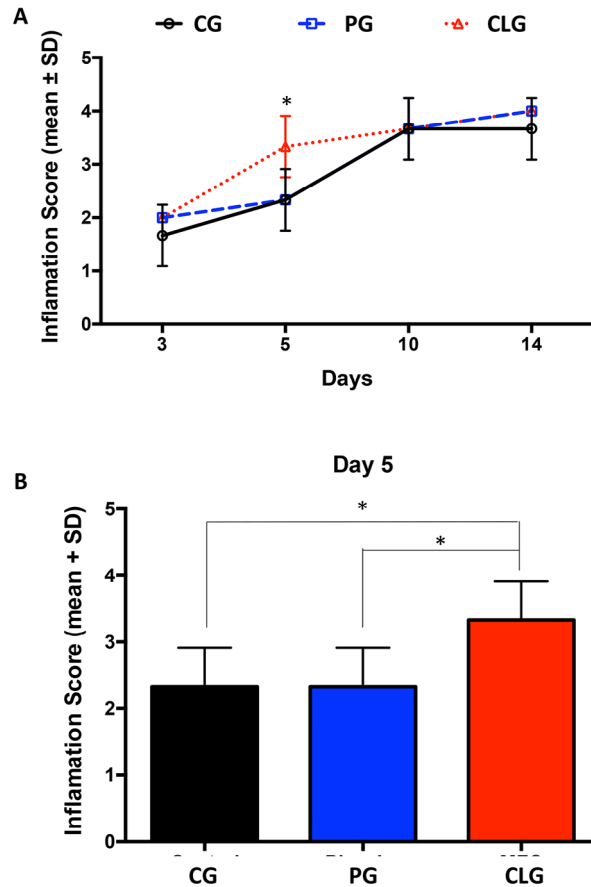 A
CG PG CLG
Inflamation Score (mean ± SD)
5
4
3
2
1
0
*
3 5 10 14
Days
B
Day 5
Inflamation Score (mean + SD)
5
4
3
2
1
0
*
*
CG PG CLG